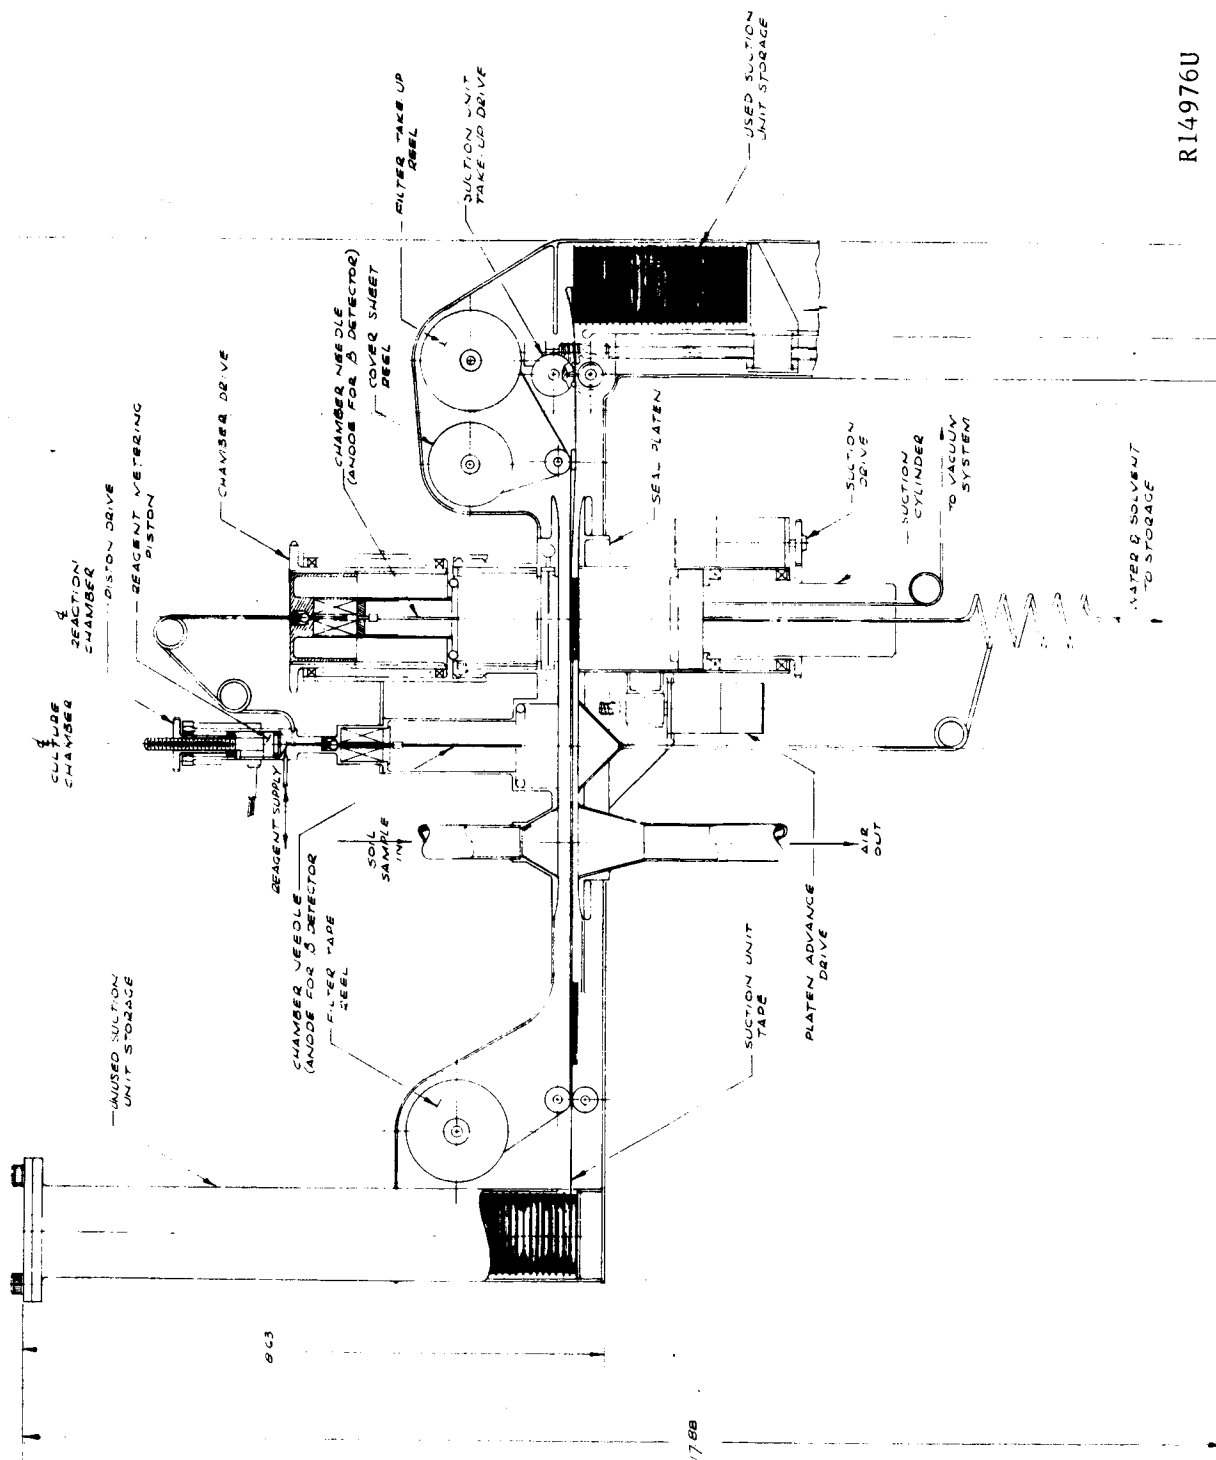 R14976U
USED SUCTION
UNIT STORAGE
SUCTION UNIT
TAKE-UP DRIVE
FILTER TAKE-UP
REEL
COVER SHEET
REEL
CHAMBER NEEDLE
(ANODE FOR β DETECTOR)
CHAMBER DRIVE
REAGENT METERING
PISTON
PISTON DRIVE
℄
REACTION
CHAMBER
℄
CULTURE
CHAMBER
REAGENT SUPPLY
SOIL
SAMPLE
IN
CHAMBER NEEDLE
(ANODE FOR β DETECTOR
FILTER TAPE
REEL
UNUSED SUCTION
UNIT STORAGE
SEAL PLATEN
SUCTION
DRIVE
SUCTION
CYLINDER
TO VACUUM
SYSTEM
WATER & SOLVENT
TO STORAGE
AIR
OUT
PLATEN ADVANCE
DRIVE
SUCTION UNIT
TAPE
8.63
17.88